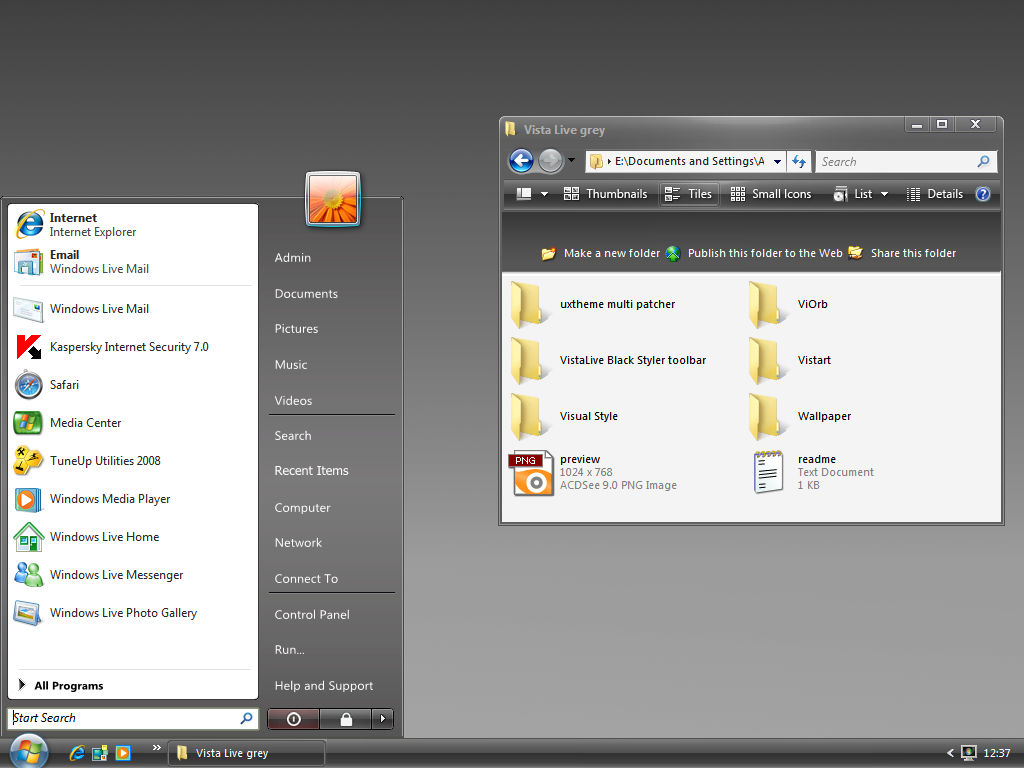 Internet
Internet Explorer
Email
Windows Live Mail
Windows Live Mail
Kaspersky Internet Security 7.0
Safari
Media Center
TuneUp Utilities 2008
Windows Media Player
Windows Live Home
Windows Live Messenger
Windows Live Photo Gallery
All Programs
Start Search
Admin
Documents
Pictures
Music
Videos
Search
Recent Items
Computer
Network
Connect To
Control Panel
Run...
Help and Support
Vista Live grey
E:\Documents and Settings\A
Search
Thumbnails
Tiles
Small Icons
List
Details
Make a new folder
Publish this folder to the Web
Share this folder
uxtheme multi patcher
ViOrb
VistaLive Black Styler toolbar
Vistart
Visual Style
Wallpaper
PNG
preview
1024 x 768
ACDSee 9.0 PNG Image
readme
Text Document
1 KB
Vista Live grey
12:37